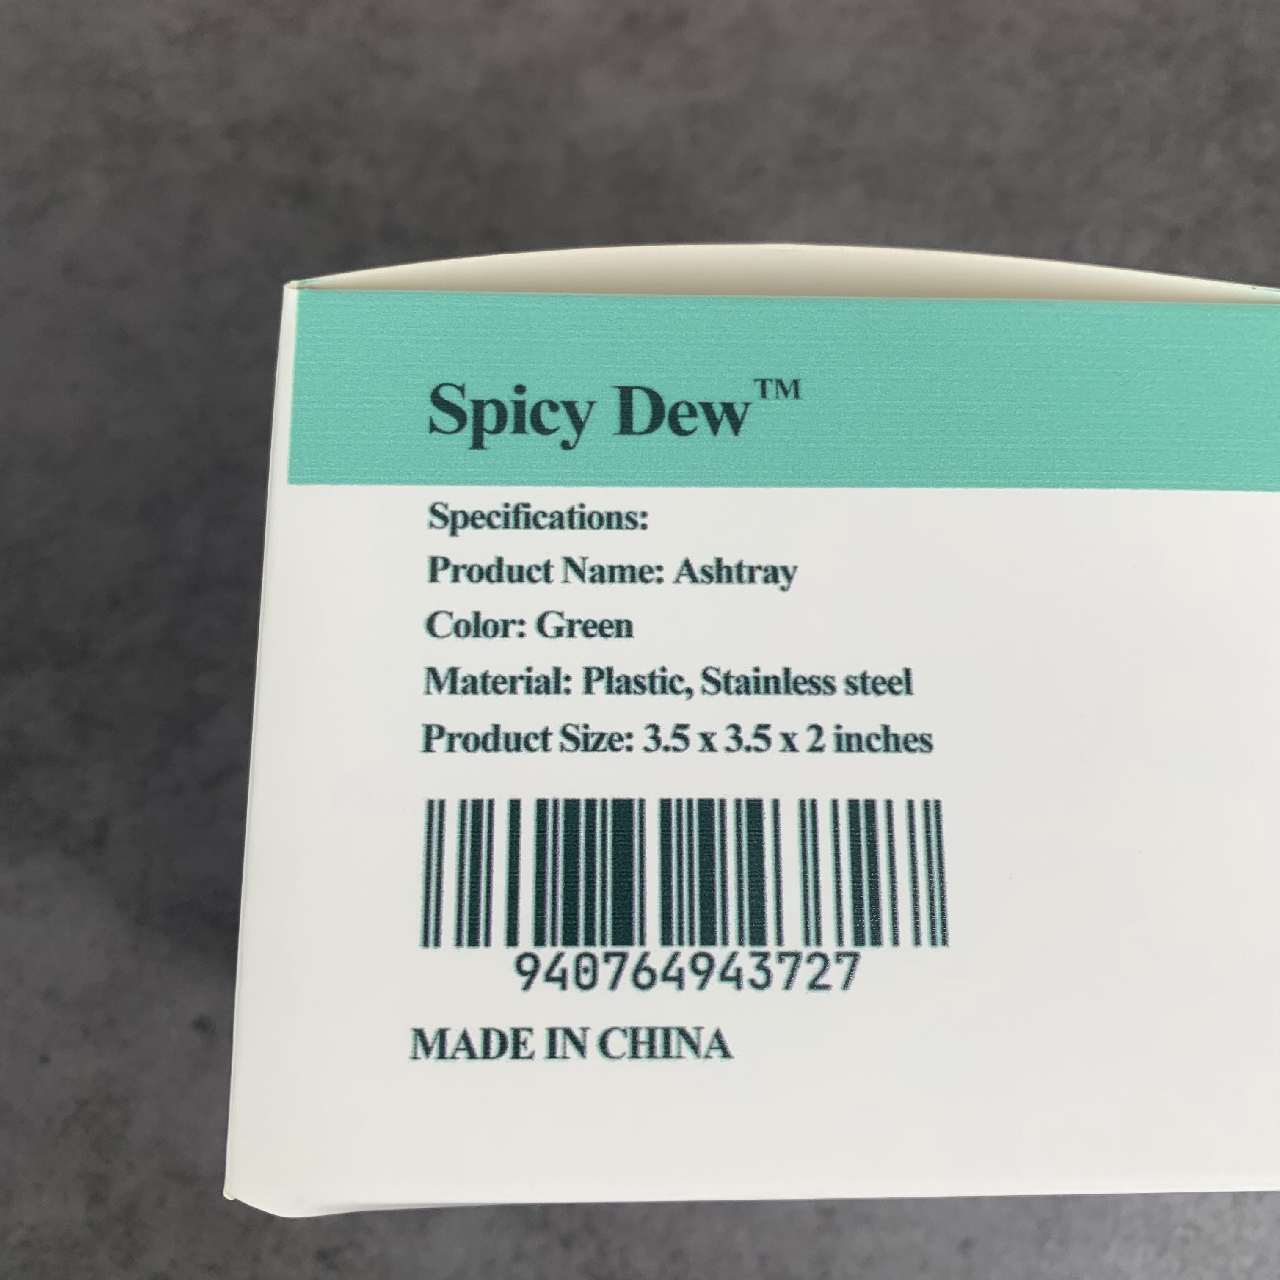 Spicy Dew™
Specifications:
Product Name: Ashtray
Color: Green
Material: Plastic, Stainless steel
Product Size: 3.5 x 3.5 x 2 inches
940764943727
MADE IN CHINA